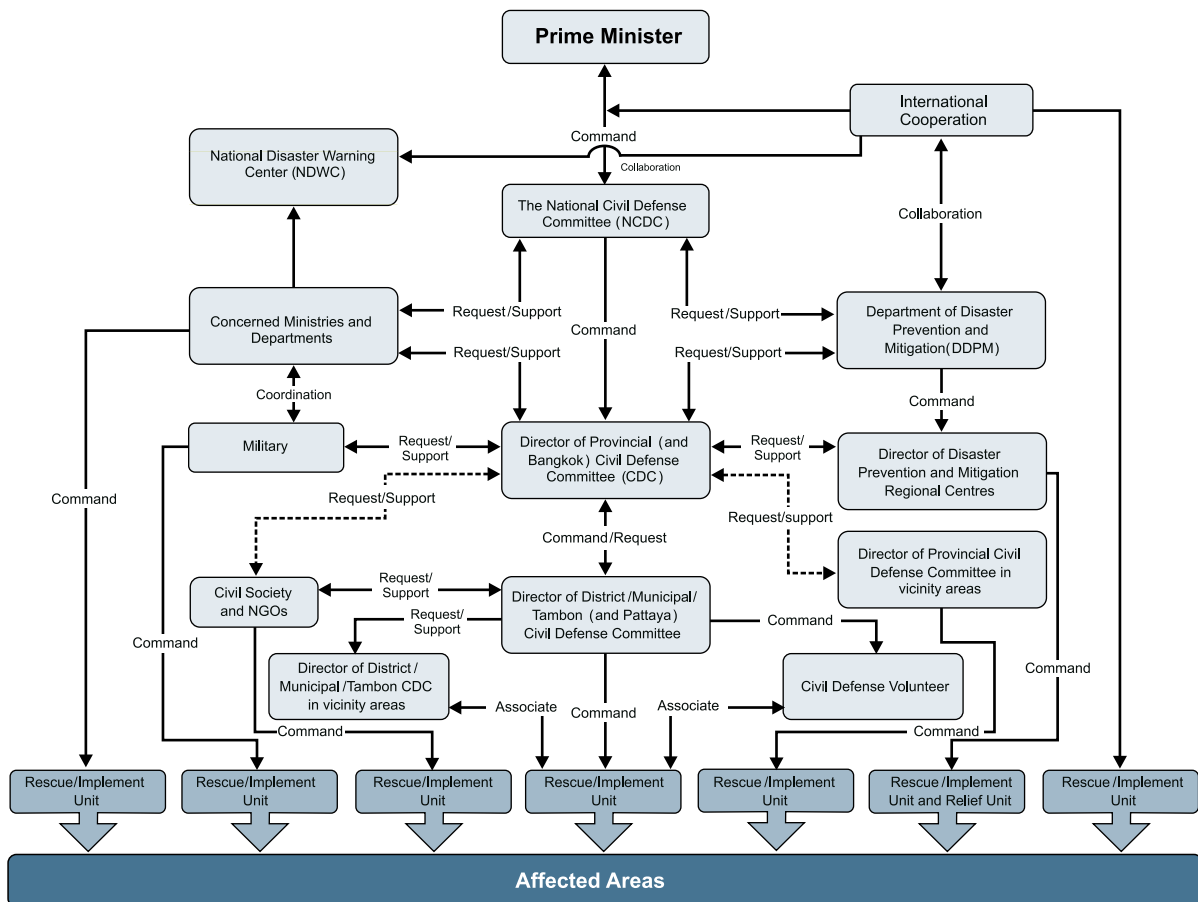 Prime Minister
International
Cooperation
Command
National Disaster Warning
Center (NDWC)
Collaboration
The National Civil Defense
Committee (NCDC)
Collaboration
Concerned Ministries and
Departments
Request/Support
Request/Support
Command
Request/Support
Request/Support
Department of Disaster
Prevention and
Mitigation(DDPM)
Coordination
Command
Military
Request/
Support
Director of Provincial (and
Bangkok) Civil Defense
Committee (CDC)
Request/
Support
Director of Disaster
Prevention and Mitigation
Regional Centres
Command
Request/Support
Request/support
Command/Request
Director of Provincial Civil
Defense Committee in
vicinity areas
Civil Society
and NGOs
Request/
Support
Director of District/Municipal/
Tambon (and Pattaya)
Civil Defense Committee
Request/
Support
Command
Command
Command
Director of District/
Municipal/Tambon CDC
in vicinity areas
Civil Defense Volunteer
Associate
Command
Associate
Command
Command
Rescue/Implement
Unit
Rescue/Implement
Unit
Rescue/Implement
Unit
Rescue/Implement
Unit
Rescue/Implement
Unit
Rescue/Implement
Unit and Relief Unit
Rescue/Implement
Unit
Affected Areas